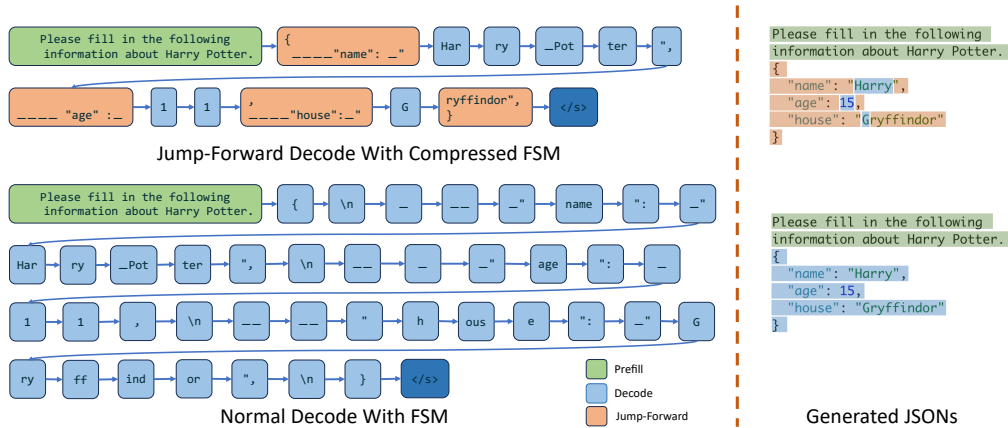 Please fill in the following
information about Harry Potter.
{
____"name": _"
Har
ry
_Pot
ter
",
____ "age" :_
1
1
,
____"house":_"
G
ryffindor",
}
</s>
Jump-Forward Decode With Compressed FSM
Please fill in the following
information about Harry Potter.
{
\n
_
__
_"
name
":
_"
Har
ry
_Pot
ter
",
\n
__
_
_"
age
":
_
1
1
,
\n
__
__
"
h
ous
e
":
_"
G
ry
ff
ind
or
",
\n
}
</s>
Prefill
Decode
Jump-Forward
Normal Decode With FSM
Please fill in the following
information about Harry Potter.
{
"name": "Harry",
"age": 15,
"house": "Gryffindor"
}
Please fill in the following
information about Harry Potter.
{
"name": "Harry",
"age": 15,
"house": "Gryffindor"
}
Generated JSONs